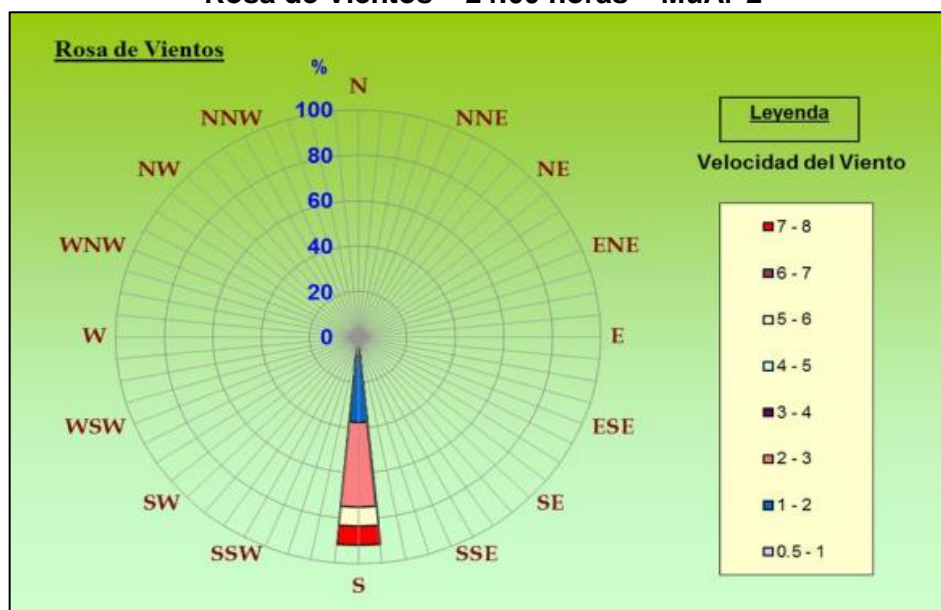 Rosa de Vientos
%
N
100
NNW
NNE
80
NW
NE
60
WNW
40
ENE
20
W
0
E
WSW
ESE
SW
SE
SSW
SSE
S
Leyenda
Velocidad del Viento
7 - 8
6 - 7
5 - 6
4 - 5
3 - 4
2 - 3
1 - 2
0.5 - 1